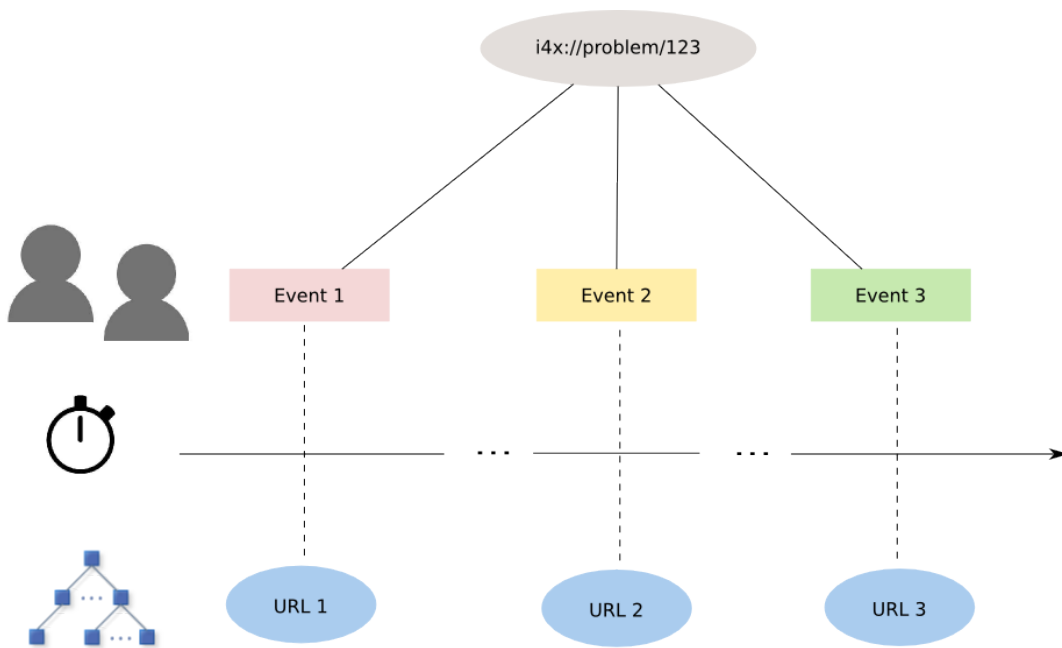 i4x://problem/123
Event 1
Event 2
Event 3
... ...
URL 1
URL 2
URL 3